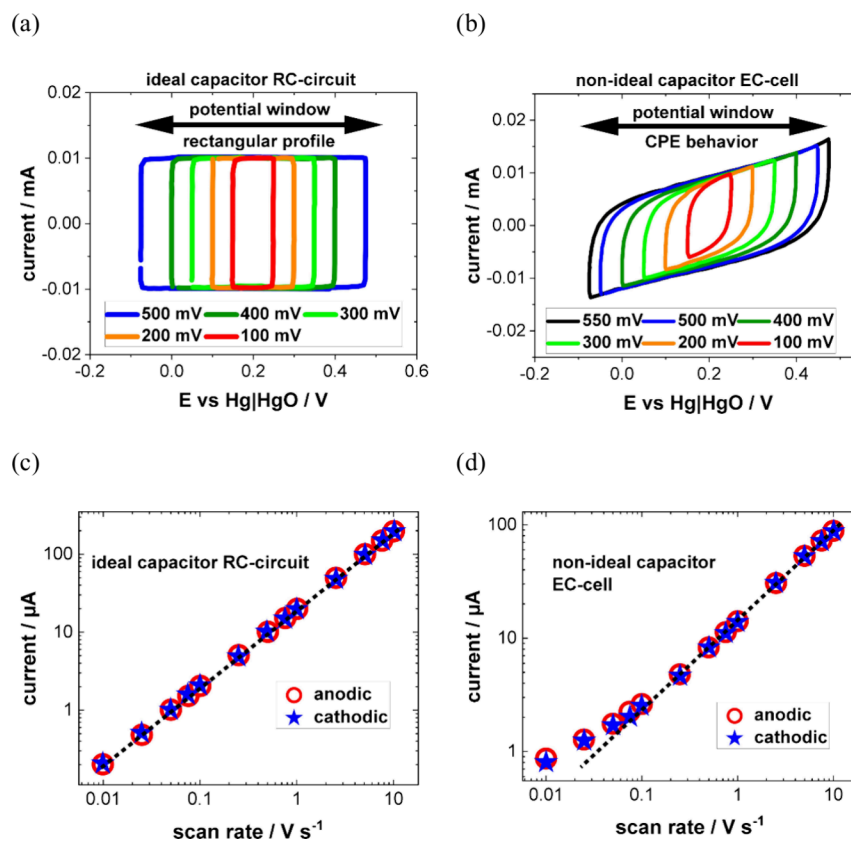 (a)
ideal capacitor RC-circuit
potential window
rectangular profile
current / mA
0.02
0.01
0.00
-0.01
-0.02
500 mV 400 mV 300 mV
200 mV 100 mV
-0.2 0.0 0.2 0.4 0.6
E vs Hg|HgO / V
(b)
non-ideal capacitor EC-cell
potential window
CPE behavior
current / mA
0.02
0.01
0.00
-0.01
-0.02
550 mV 500 mV 400 mV
300 mV 200 mV 100 mV
-0.2 0.0 0.2 0.4
E vs Hg|HgO / V
(c)
ideal capacitor RC-circuit
current / µA
100
10
1
anodic
cathodic
0.01 0.1 1 10
scan rate / V s⁻¹
(d)
non-ideal capacitor
EC-cell
current / µA
100
10
1
anodic
cathodic
0.01 0.1 1 10
scan rate / V s⁻¹